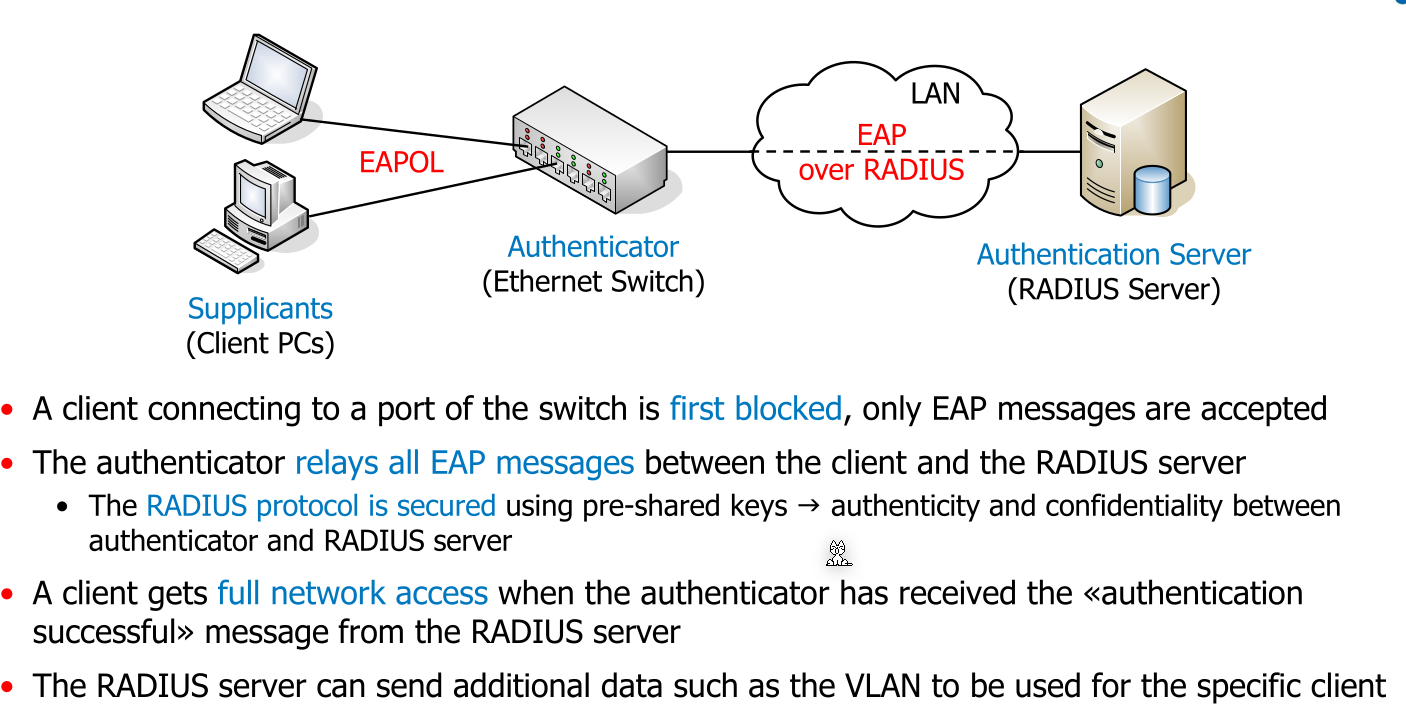 LAN
EAP
over RADIUS
EAPOL
Authenticator
(Ethernet Switch)
Authentication Server
(RADIUS Server)
Supplicants
(Client PCs)
• A client connecting to a port of the switch is first blocked, only EAP messages are accepted
• The authenticator relays all EAP messages between the client and the RADIUS server
• The RADIUS protocol is secured using pre-shared keys → authenticity and confidentiality between
authenticator and RADIUS server
• A client gets full network access when the authenticator has received the «authentication
successful» message from the RADIUS server
• The RADIUS server can send additional data such as the VLAN to be used for the specific client